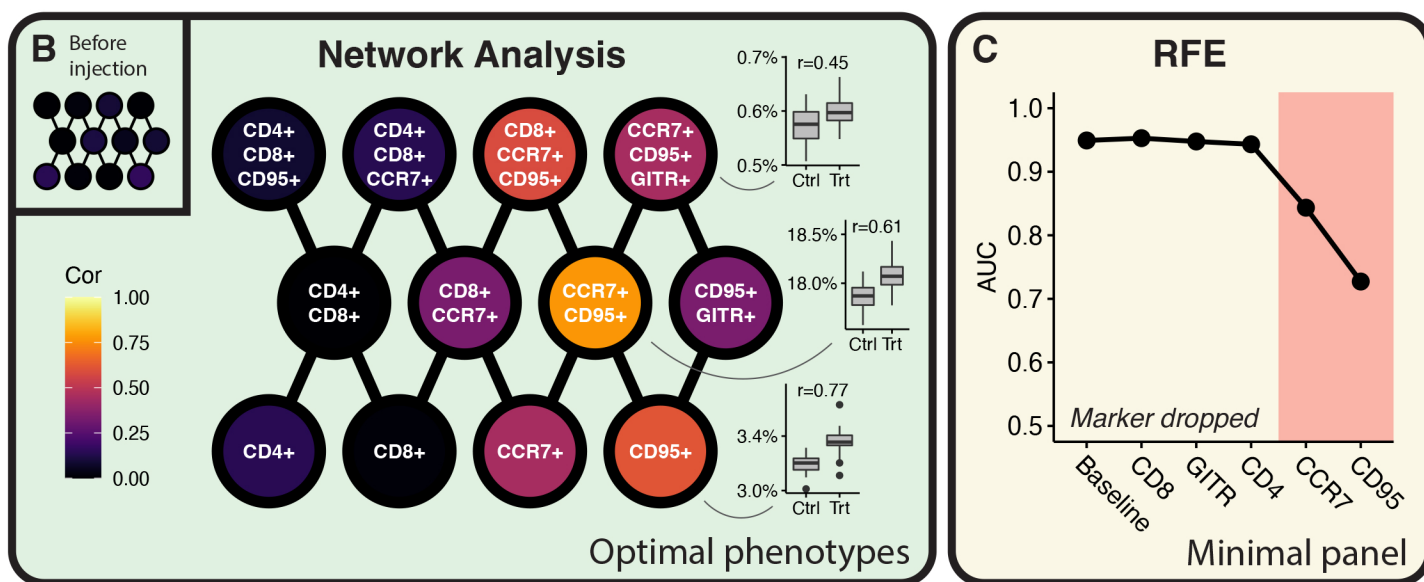 B
Before
injection
Network Analysis
CD4+
CD8+
CD95+
CD4+
CD8+
CCR7+
CD8+
CCR7+
CD95+
CCR7+
CD95+
GITR+
CD4+
CD8+
CD8+
CCR7+
CCR7+
CD95+
CD95+
GITR+
CD4+
CD8+
CCR7+
CD95+
Cor
1.00
0.75
0.50
0.25
0.00
r=0.45
0.7%
0.6%
0.5%
Ctrl Trt
r=0.61
18.5%
18.0%
Ctrl Trt
r=0.77
3.4%
3.0%
Ctrl Trt
Optimal phenotypes
C
RFE
AUC
1.0
0.9
0.8
0.7
0.6
0.5
Marker dropped
Baseline
CD8
GITR
CD4
CCR7
CD95
Minimal panel